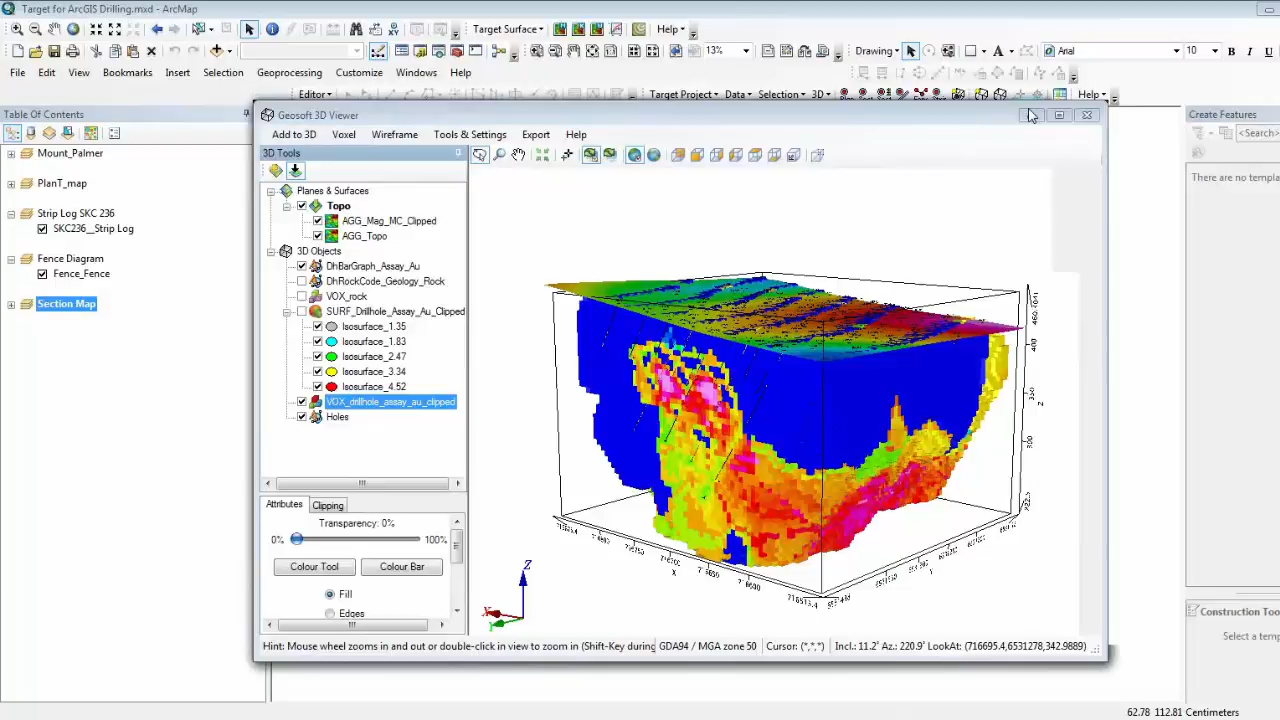 Target for ArcGIS Drilling.mxd - ArcMap
Target Surface
Help
13%
Drawing
Arial
10
B
I
U
File Edit View Bookmarks Insert Selection Geoprocessing Customize Windows Help
Editor
Target Project
Data
Selection
3D
Help
Table Of Contents
Mount_Palmer
PlanT_map
Strip Log SKC 236
SKC236__Strip Log
Fence Diagram
Fence_Fence
Section Map
Geosoft 3D Viewer
Add to 3D Voxel Wireframe Tools & Settings Export Help
3D Tools
Planes & Surfaces
Topo
AGG_Mag_MC_Clipped
AGG_Topo
3D Objects
DhBarGraph_Assay_Au
DhRockCode_Geology_Rock
VOX_rock
SURF_Drillhole_Assay_Au_Clipped
Isosurface_1.35
Isosurface_1.83
Isosurface_2.47
Isosurface_3.34
Isosurface_4.52
VOX_drillhole_assay_au_clipped
Holes
Attributes Clipping
Transparency: 0%
0% 100%
Colour Tool Colour Bar
Fill
Edges
Z
X
Y
400
300
Z
X
Hint: Mouse wheel zooms in and out or double-click in view to zoom in (Shift-Key during GDA94 / MGA zone 50 Cursor: (*,*,*) Incl.: 11.2° Az.: 220.9° LookAt: (716695.4,6531278,342.9889)
Create Features
<Search>
There are no templa
Construction Too
Select a temp
62.78 112.81 Centimeters